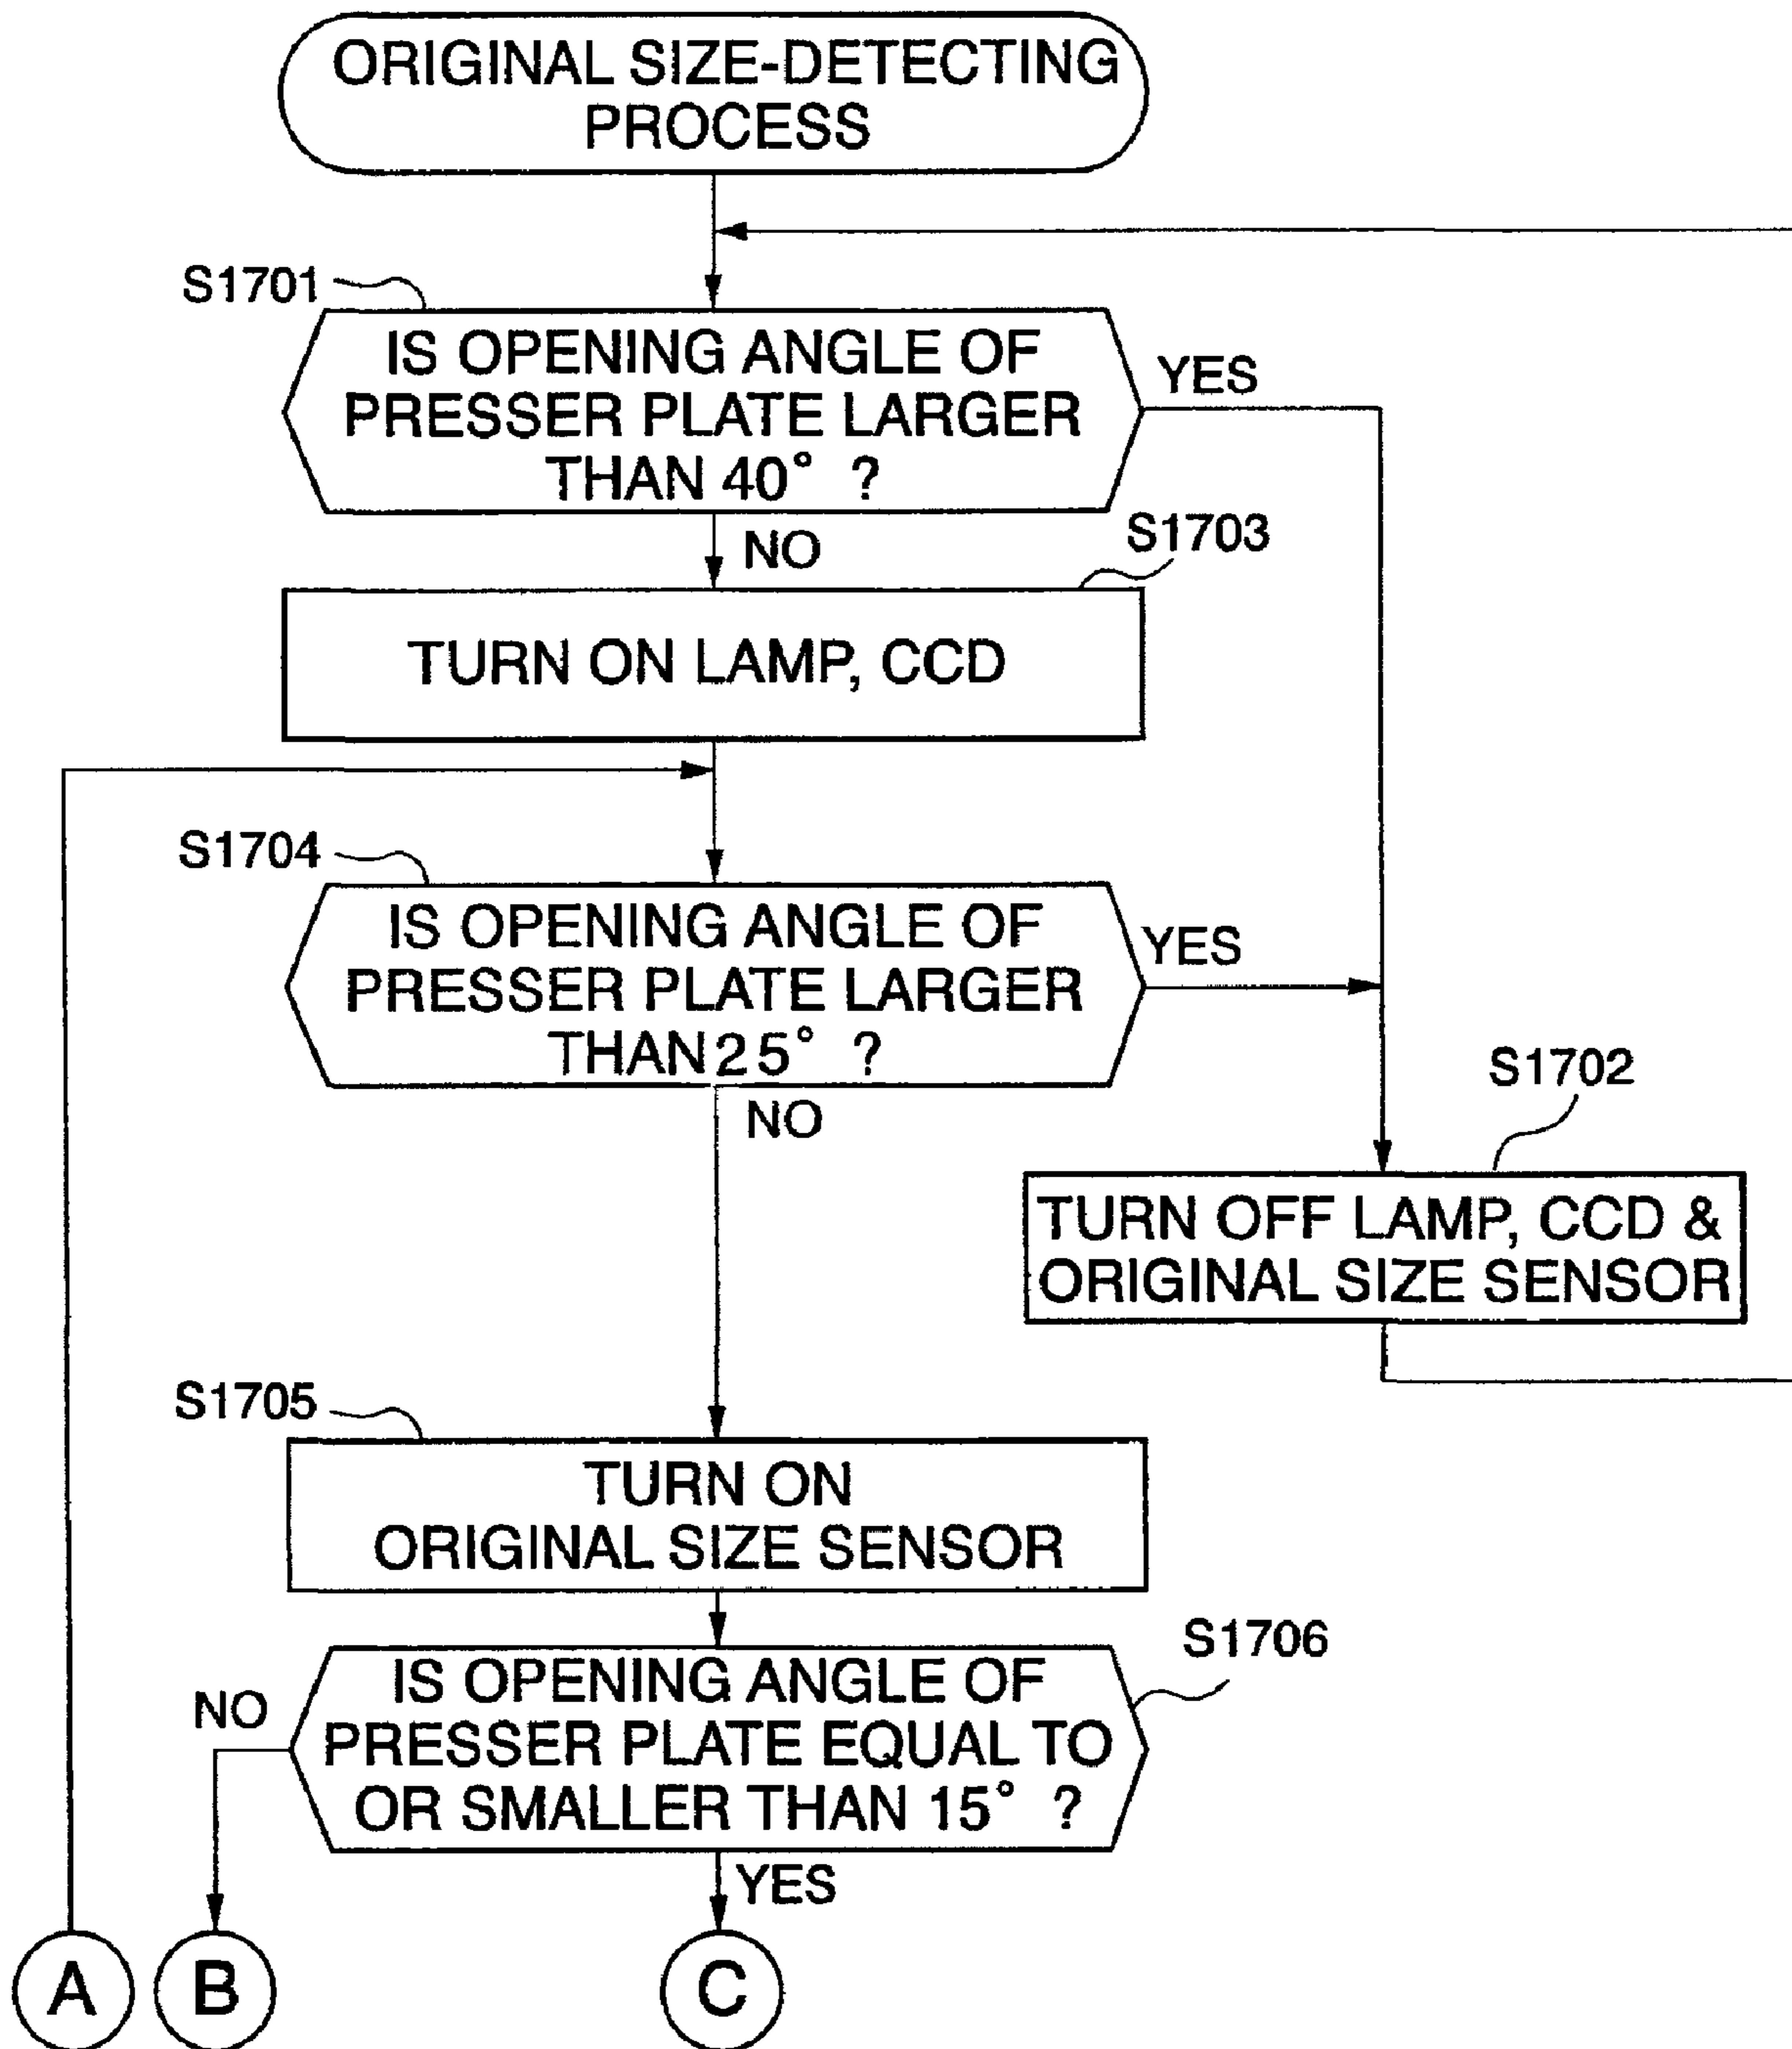 ORIGINAL SIZE-DETECTING
PROCESS
S1701
IS OPENING ANGLE OF
PRESSER PLATE LARGER
THAN 40° ?
YES
NO
S1703
TURN ON LAMP, CCD
S1704
IS OPENING ANGLE OF
PRESSER PLATE LARGER
THAN 25° ?
YES
NO
S1702
TURN OFF LAMP, CCD &
ORIGINAL SIZE SENSOR
S1705
TURN ON
ORIGINAL SIZE SENSOR
S1706
IS OPENING ANGLE OF
PRESSER PLATE EQUAL TO
OR SMALLER THAN 15° ?
NO
YES
A
B
C